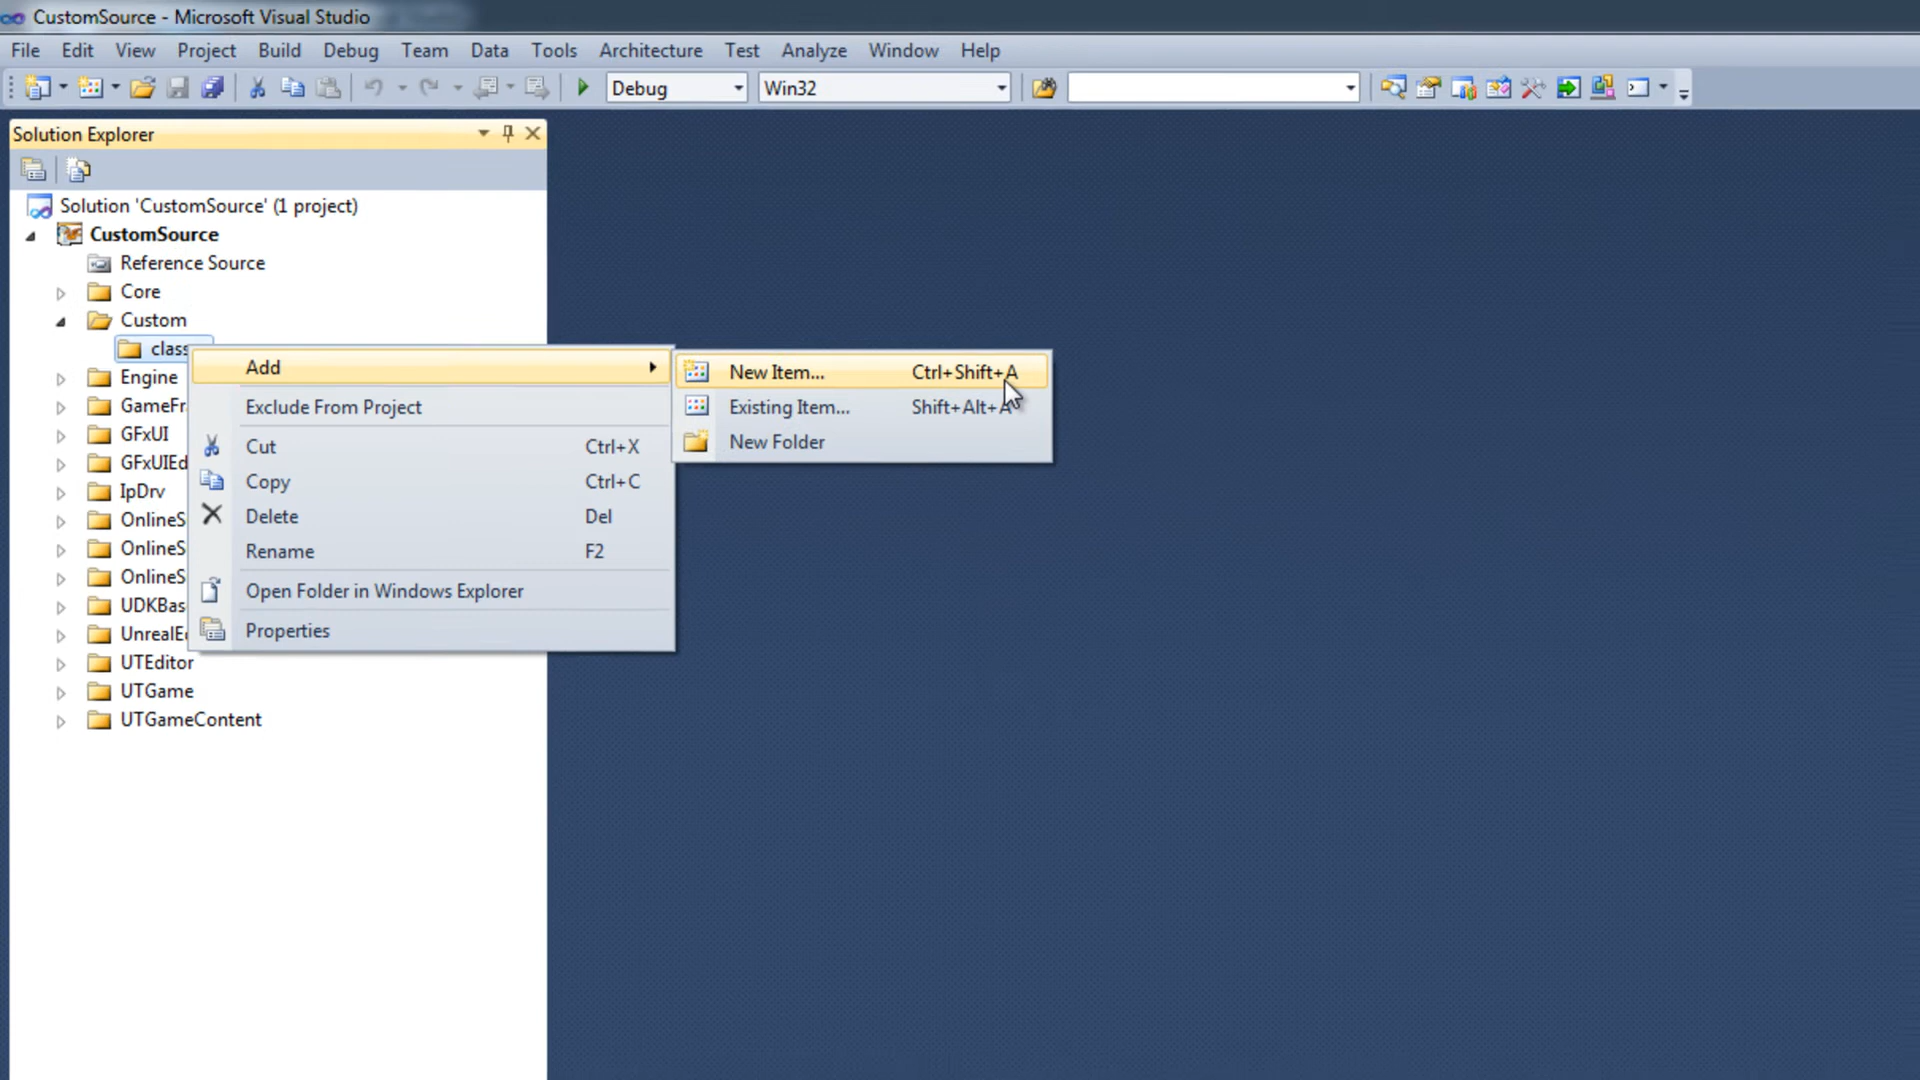 CustomSource - Microsoft Visual Studio
File Edit View Project Build Debug Team Data Tools Architecture Test Analyze Window Help
Debug Win32
Solution Explorer
Solution 'CustomSource' (1 project)
CustomSource
Reference Source
Core
Custom
class
Add
New Item... Ctrl+Shift+A
Engine
GameFr
Exclude From Project
Existing Item... Shift+Alt+A
GFxUI
Cut Ctrl+X
New Folder
GFxUIEd
Copy Ctrl+C
IpDrv
OnlineS
Delete Del
OnlineS
Rename F2
OnlineS
Open Folder in Windows Explorer
UDKBas
UnrealE
Properties
UTEditor
UTGame
UTGameContent